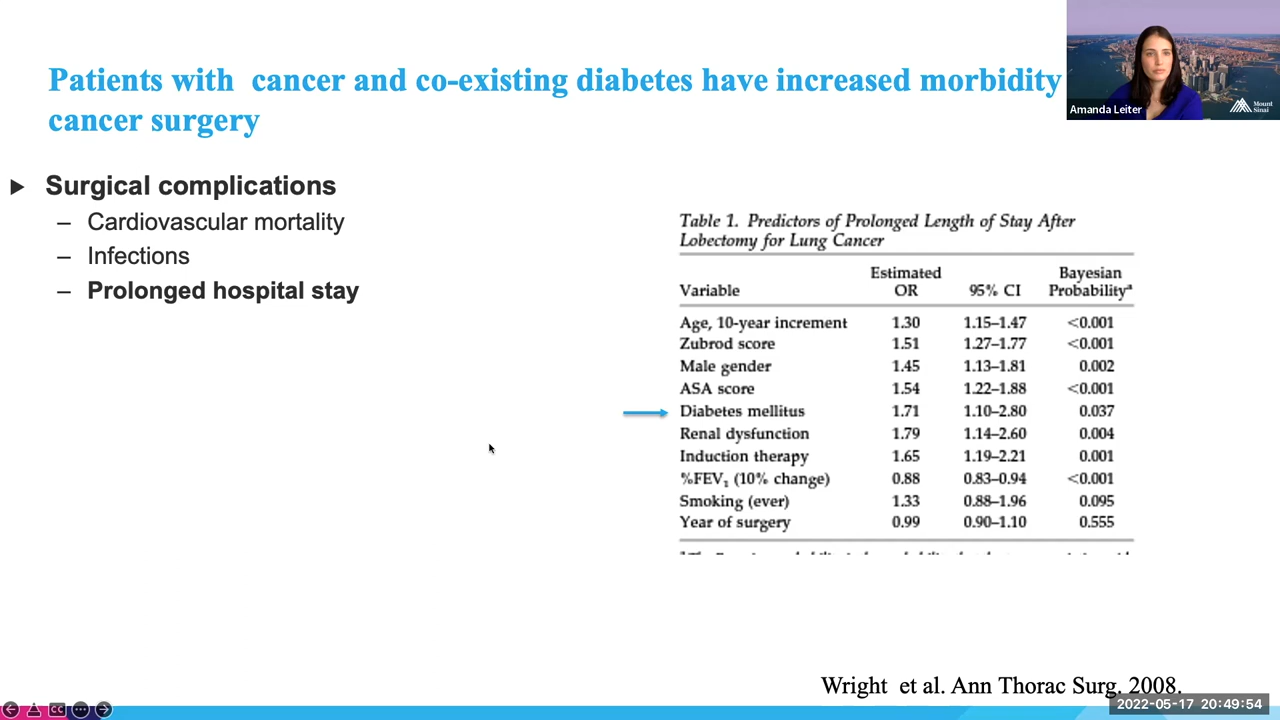 Patients with cancer and co-existing diabetes have increased morbidity
cancer surgery
Amanda Leiter
Mount
Sinai
Surgical complications
– Cardiovascular mortality
– Infections
– Prolonged hospital stay
Table 1. Predictors of Prolonged Length of Stay After
Lobectomy for Lung Cancer
Variable Estimated OR 95% CI Bayesian Probabilityᵃ
Age, 10-year increment 1.30 1.15–1.47 <0.001
Zubrod score 1.51 1.27–1.77 <0.001
Male gender 1.45 1.13–1.81 0.002
ASA score 1.54 1.22–1.88 <0.001
Diabetes mellitus 1.71 1.10–2.80 0.037
Renal dysfunction 1.79 1.14–2.60 0.004
Induction therapy 1.65 1.19–2.21 0.001
%FEV₁ (10% change) 0.88 0.83–0.94 <0.001
Smoking (ever) 1.33 0.88–1.96 0.095
Year of surgery 0.99 0.90–1.10 0.555
Wright et al. Ann Thorac Surg. 2008.
CC
2022-05-17 20:49:54